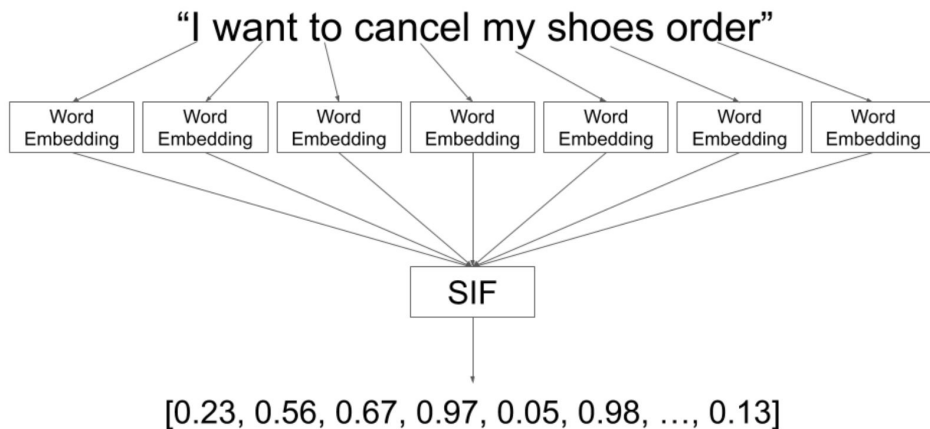 “I want to cancel my shoes order”
Word
Embedding
Word
Embedding
Word
Embedding
Word
Embedding
Word
Embedding
Word
Embedding
Word
Embedding
SIF
[0.23, 0.56, 0.67, 0.97, 0.05, 0.98, …, 0.13]